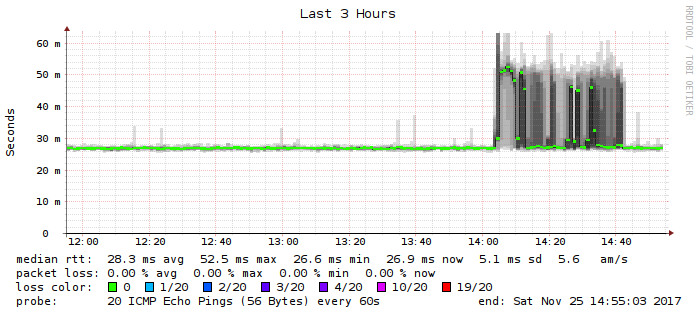 Last 3 Hours
RRDTOOL / TOBI OETIKER
Seconds
60 m
50 m
40 m
30 m
20 m
10 m
0
12:00 12:20 12:40 13:00 13:20 13:40 14:00 14:20 14:40
median rtt: 28.3 ms avg 52.5 ms max 26.6 ms min 26.9 ms now 5.1 ms sd 5.6 am/s
packet loss: 0.00 % avg 0.00 % max 0.00 % min 0.00 % now
loss color: 0 1/20 2/20 3/20 4/20 10/20 19/20
probe: 20 ICMP Echo Pings (56 Bytes) every 60s end: Sat Nov 25 14:55:03 2017